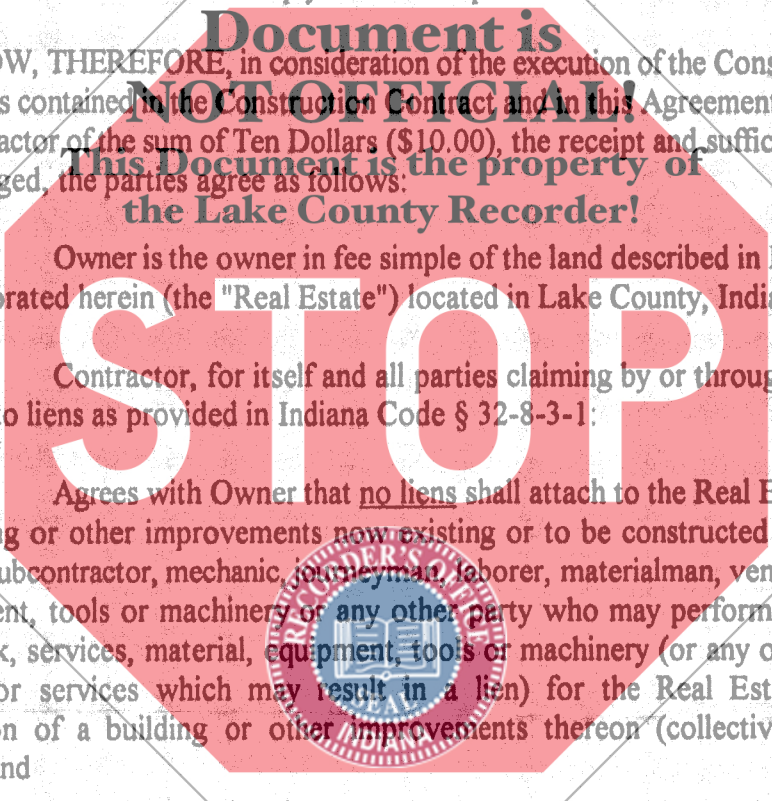 Document is
OW, THEREFORE, in consideration of the execution of the Cons
NOT OFFICIAL!
s contained in the Construction Contract and in this Agreement
actor of the sum of Ten Dollars ($10.00), the receipt and suffic
This Document is the property of
ged, the parties agree as follows:
the Lake County Recorder!
Owner is the owner in fee simple of the land described in
orated herein (the "Real Estate") located in Lake County, India
STOP
Contractor, for itself and all parties claiming by or throug
o liens as provided in Indiana Code § 32-8-3-1:
Agrees with Owner that no liens shall attach to the Real E
g or other improvements now existing or to be constructed
ubcontractor, mechanic, journeyman, laborer, materialman, ven
ent, tools or machinery or any other party who may perform
k, services, material, equipment, tools or machinery (or any o
or services which may result in a lien) for the Real Est
on of a building or other improvements thereon (collectiv
nd
RECORDER'S OFFICE
SEAL
INDIANA